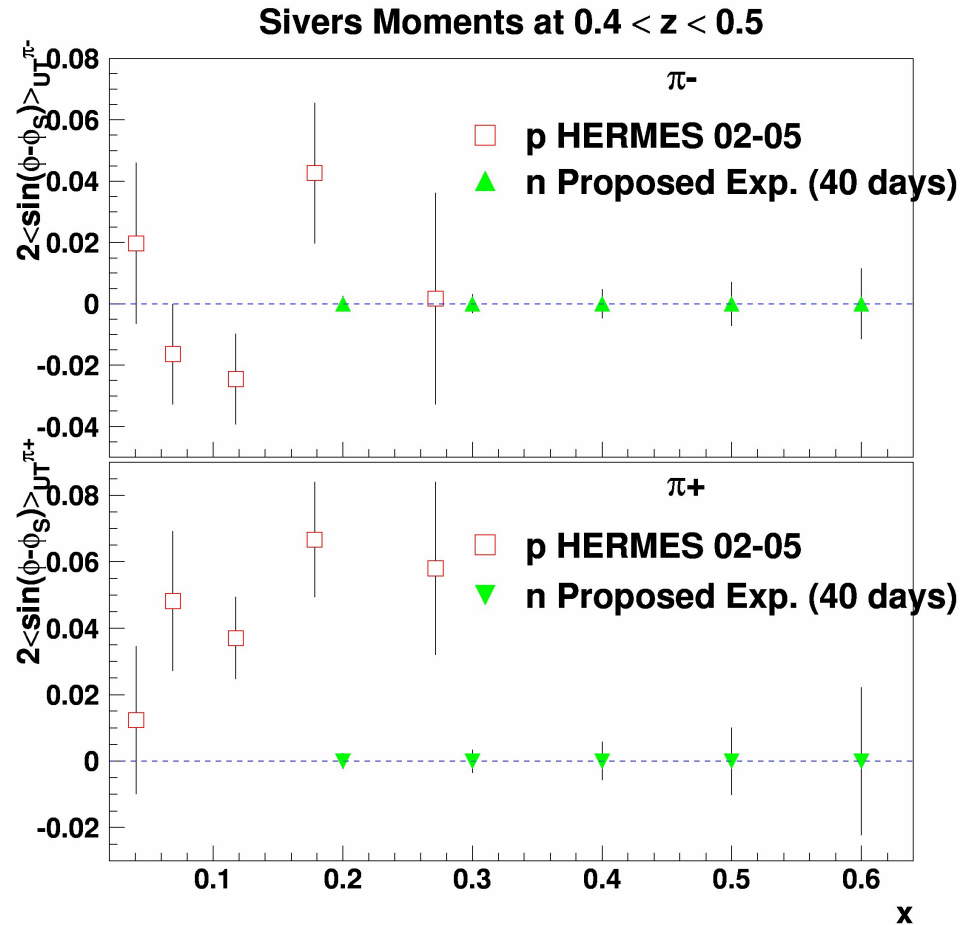 Sivers Moments at 0.4 < z < 0.5
2<sin(ϕ-ϕS)>UTπ-
π-
0.08
0.06
0.04
0.02
0
-0.02
-0.04
p HERMES 02-05
n Proposed Exp. (40 days)
2<sin(ϕ-ϕS)>UTπ+
π+
0.08
0.06
0.04
0.02
0
-0.02
p HERMES 02-05
n Proposed Exp. (40 days)
0.1 0.2 0.3 0.4 0.5 0.6
x